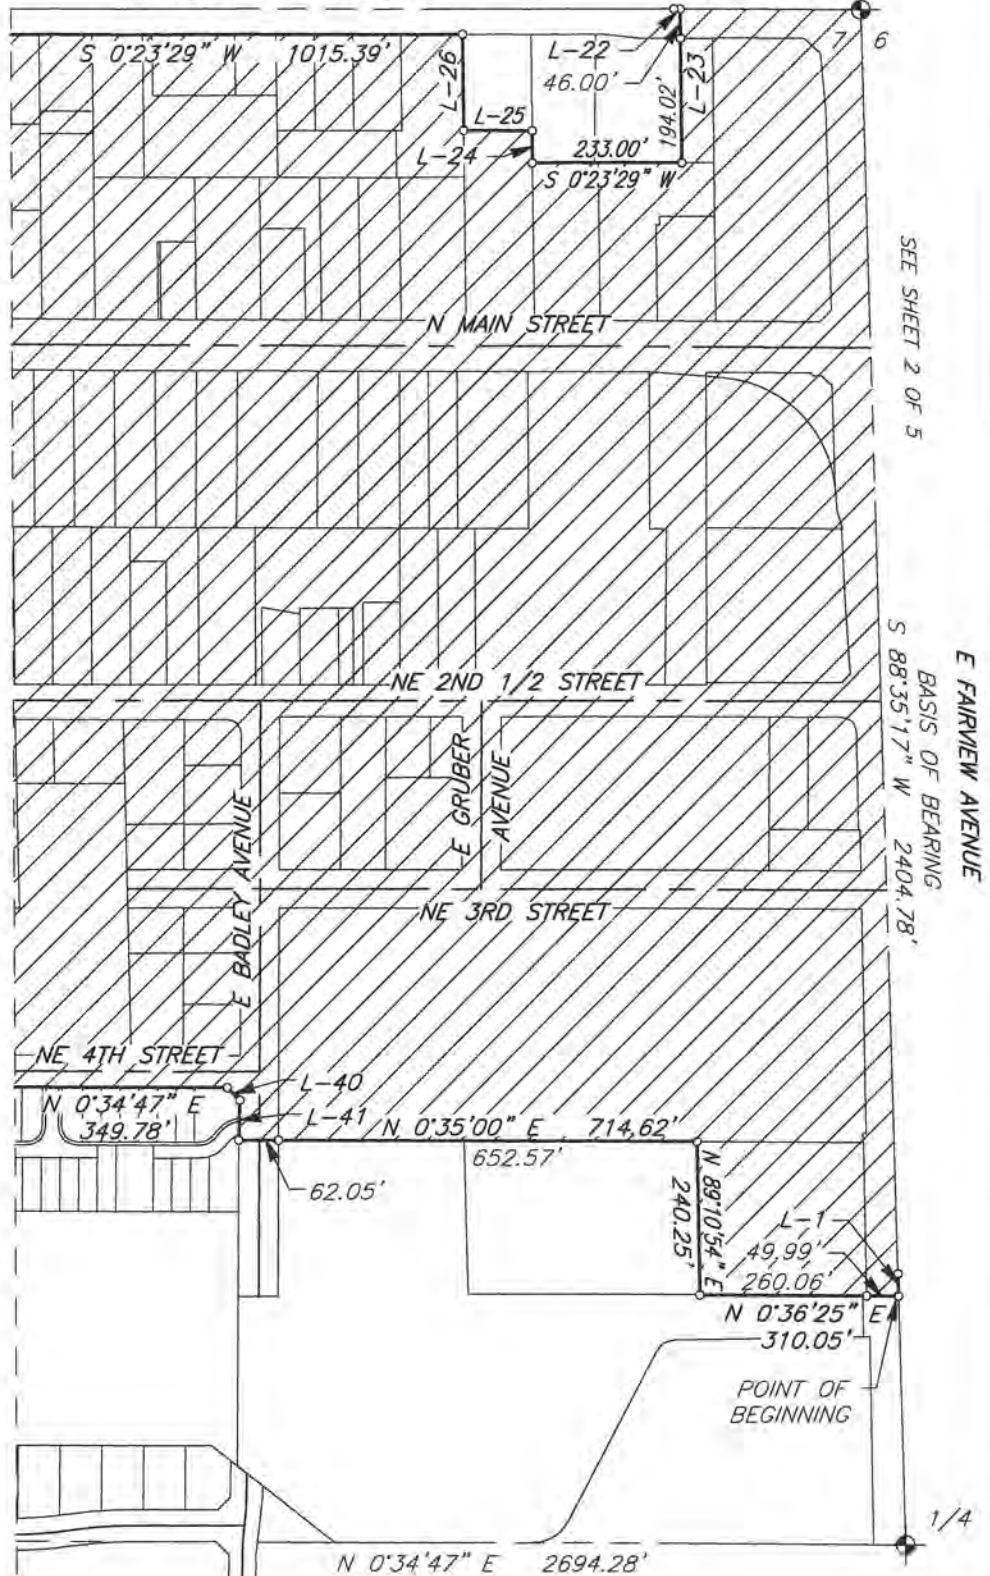 S 0°23'29" W 1015.39'
L-26
L-25
L-24
L-22
46.00'
194.02'
L-23
233.00'
S 0°23'29" W
7 6
SEE SHEET 2 OF 5
N MAIN STREET
E FAIRVIEW AVENUE
BASIS OF BEARING
S 88°35'17" W 2404.78'
NE 2ND 1/2 STREET
E GRUBER
AVENUE
E BADLEY AVENUE
NE 3RD STREET
NE 4TH STREET
L-40
N 0°34'47" E
349.78'
L-41
N 0°35'00" E 714.62'
652.57'
62.05'
N 89°10'54" E
240.25'
L-1
49.99'
260.06'
N 0°36'25" E
310.05'
POINT OF
BEGINNING
1/4
N 0°34'47" E 2694.28'